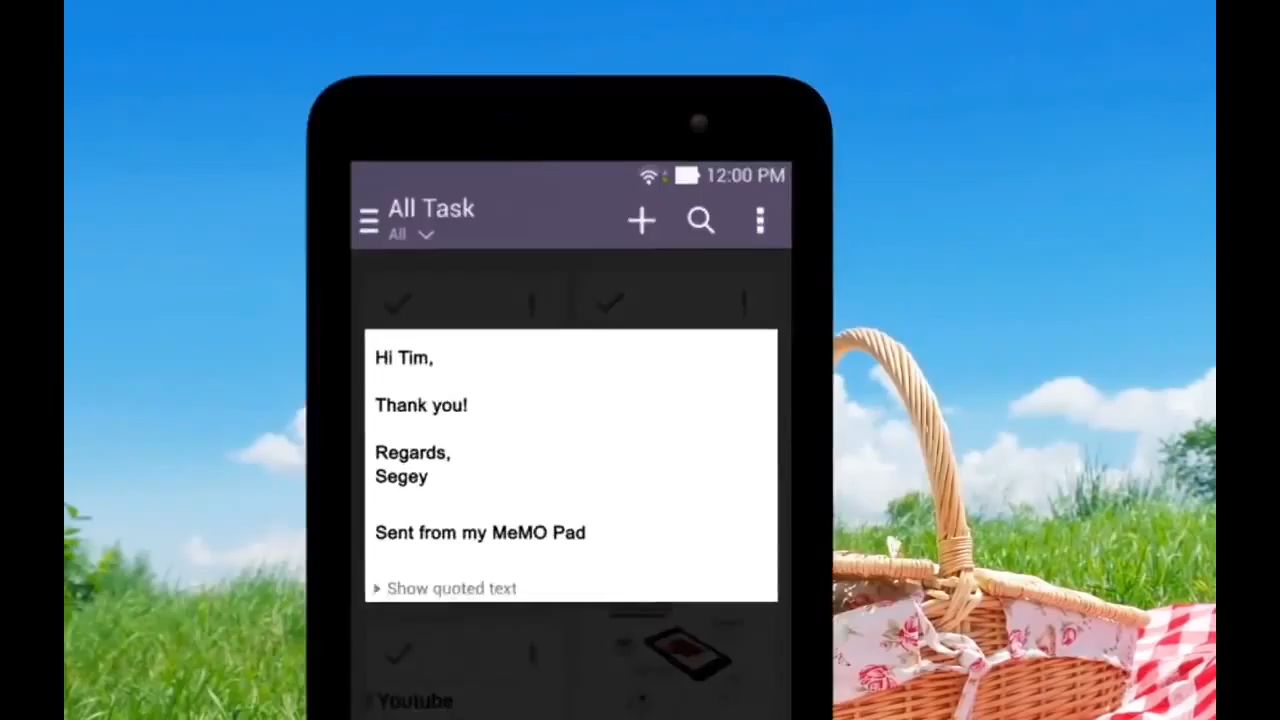 12:00 PM
All Task
All
Hi Tim,
Thank you!
Regards,
Segey
Sent from my MeMO Pad
Show quoted text
Youtube